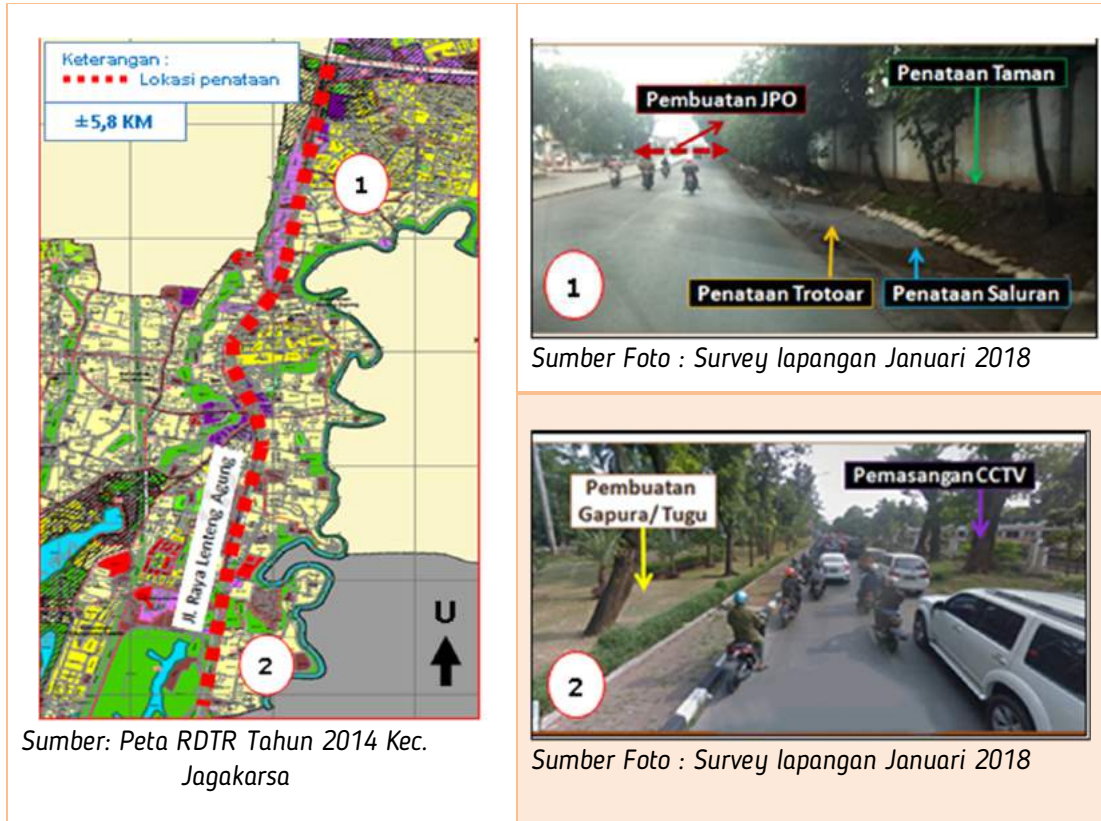 Keterangan :
Lokasi penataan
±5,8 KM
1
Jl. Raya Lenteng Agung
U
2
Sumber: Peta RDTR Tahun 2014 Kec.
Jagakarsa
Penataan Taman
Pembuatan JPO
1
Penataan Trotoar
Penataan Saluran
Sumber Foto : Survey lapangan Januari 2018
Pembuatan
Gapura/ Tugu
Pemasangan CCTV
2
Sumber Foto : Survey lapangan Januari 2018